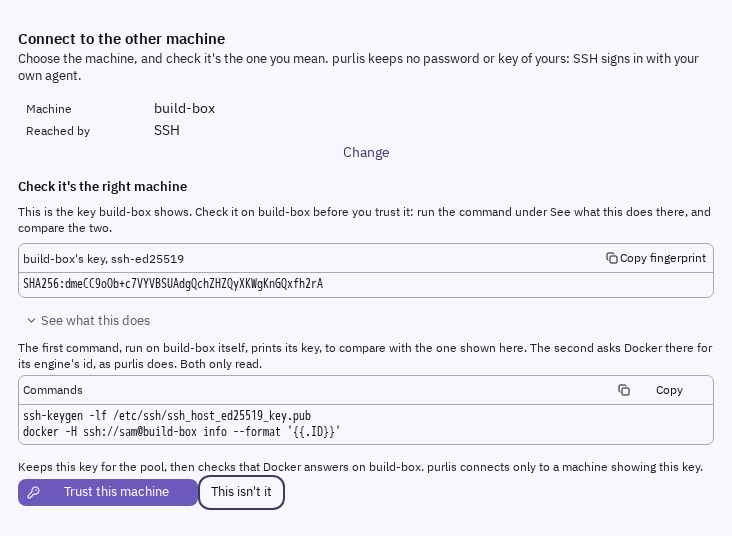 Connect to the other machine
Choose the machine, and check it's the one you mean. purlis keeps no password or key of yours: SSH signs in with your
own agent.
Machine build-box
Reached by SSH
Change
Check it's the right machine
This is the key build-box shows. Check it on build-box before you trust it: run the command under See what this does there, and
compare the two.
build-box's key, ssh-ed25519 Copy fingerprint
SHA256:dmeCC9oOb+c7VYVBSUAdgQchZHZQyXKWgKnGQxfh2rA
See what this does
The first command, run on build-box itself, prints its key, to compare with the one shown here. The second asks Docker there for
its engine's id, as purlis does. Both only read.
Commands Copy
ssh-keygen -lf /etc/ssh/ssh_host_ed25519_key.pub
docker -H ssh://sam@build-box info --format '{{.ID}}'
Keeps this key for the pool, then checks that Docker answers on build-box. purlis connects only to a machine showing this key.
Trust this machine This isn't it